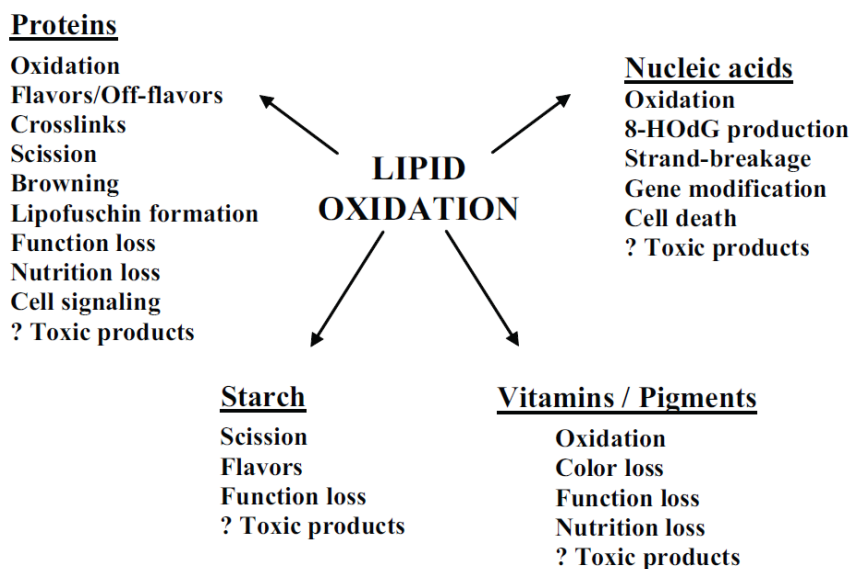 Proteins
Oxidation
Flavors/Off-flavors
Crosslinks
Scission
Browning
Lipofuschin formation
Function loss
Nutrition loss
Cell signaling
? Toxic products
LIPID
OXIDATION
Nucleic acids
Oxidation
8-HOdG production
Strand-breakage
Gene modification
Cell death
? Toxic products
Starch
Scission
Flavors
Function loss
? Toxic products
Vitamins / Pigments
Oxidation
Color loss
Function loss
Nutrition loss
? Toxic products